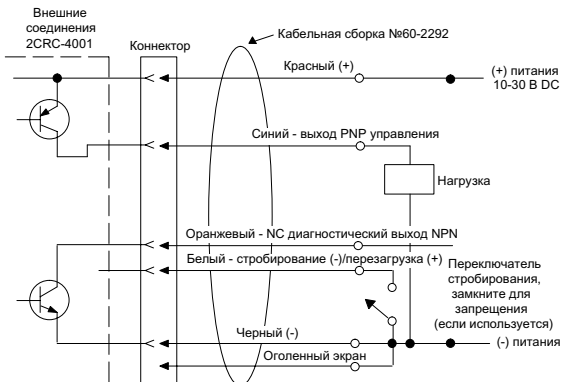 Внешние
соединения
2CRC-4001
Коннектор
Кабельная сборка №60-2292
Красный (+)
(+) питания
10-30 В DC
Синий - выход PNP управления
Нагрузка
Оранжевый - NC диагностический выход NPN
Белый - стробирование (-)/перезагрузка (+)
Переключатель
стробирования,
замкните для
запрещения
(если используется)
Черный (-)
(-) питания
Оголенный экран